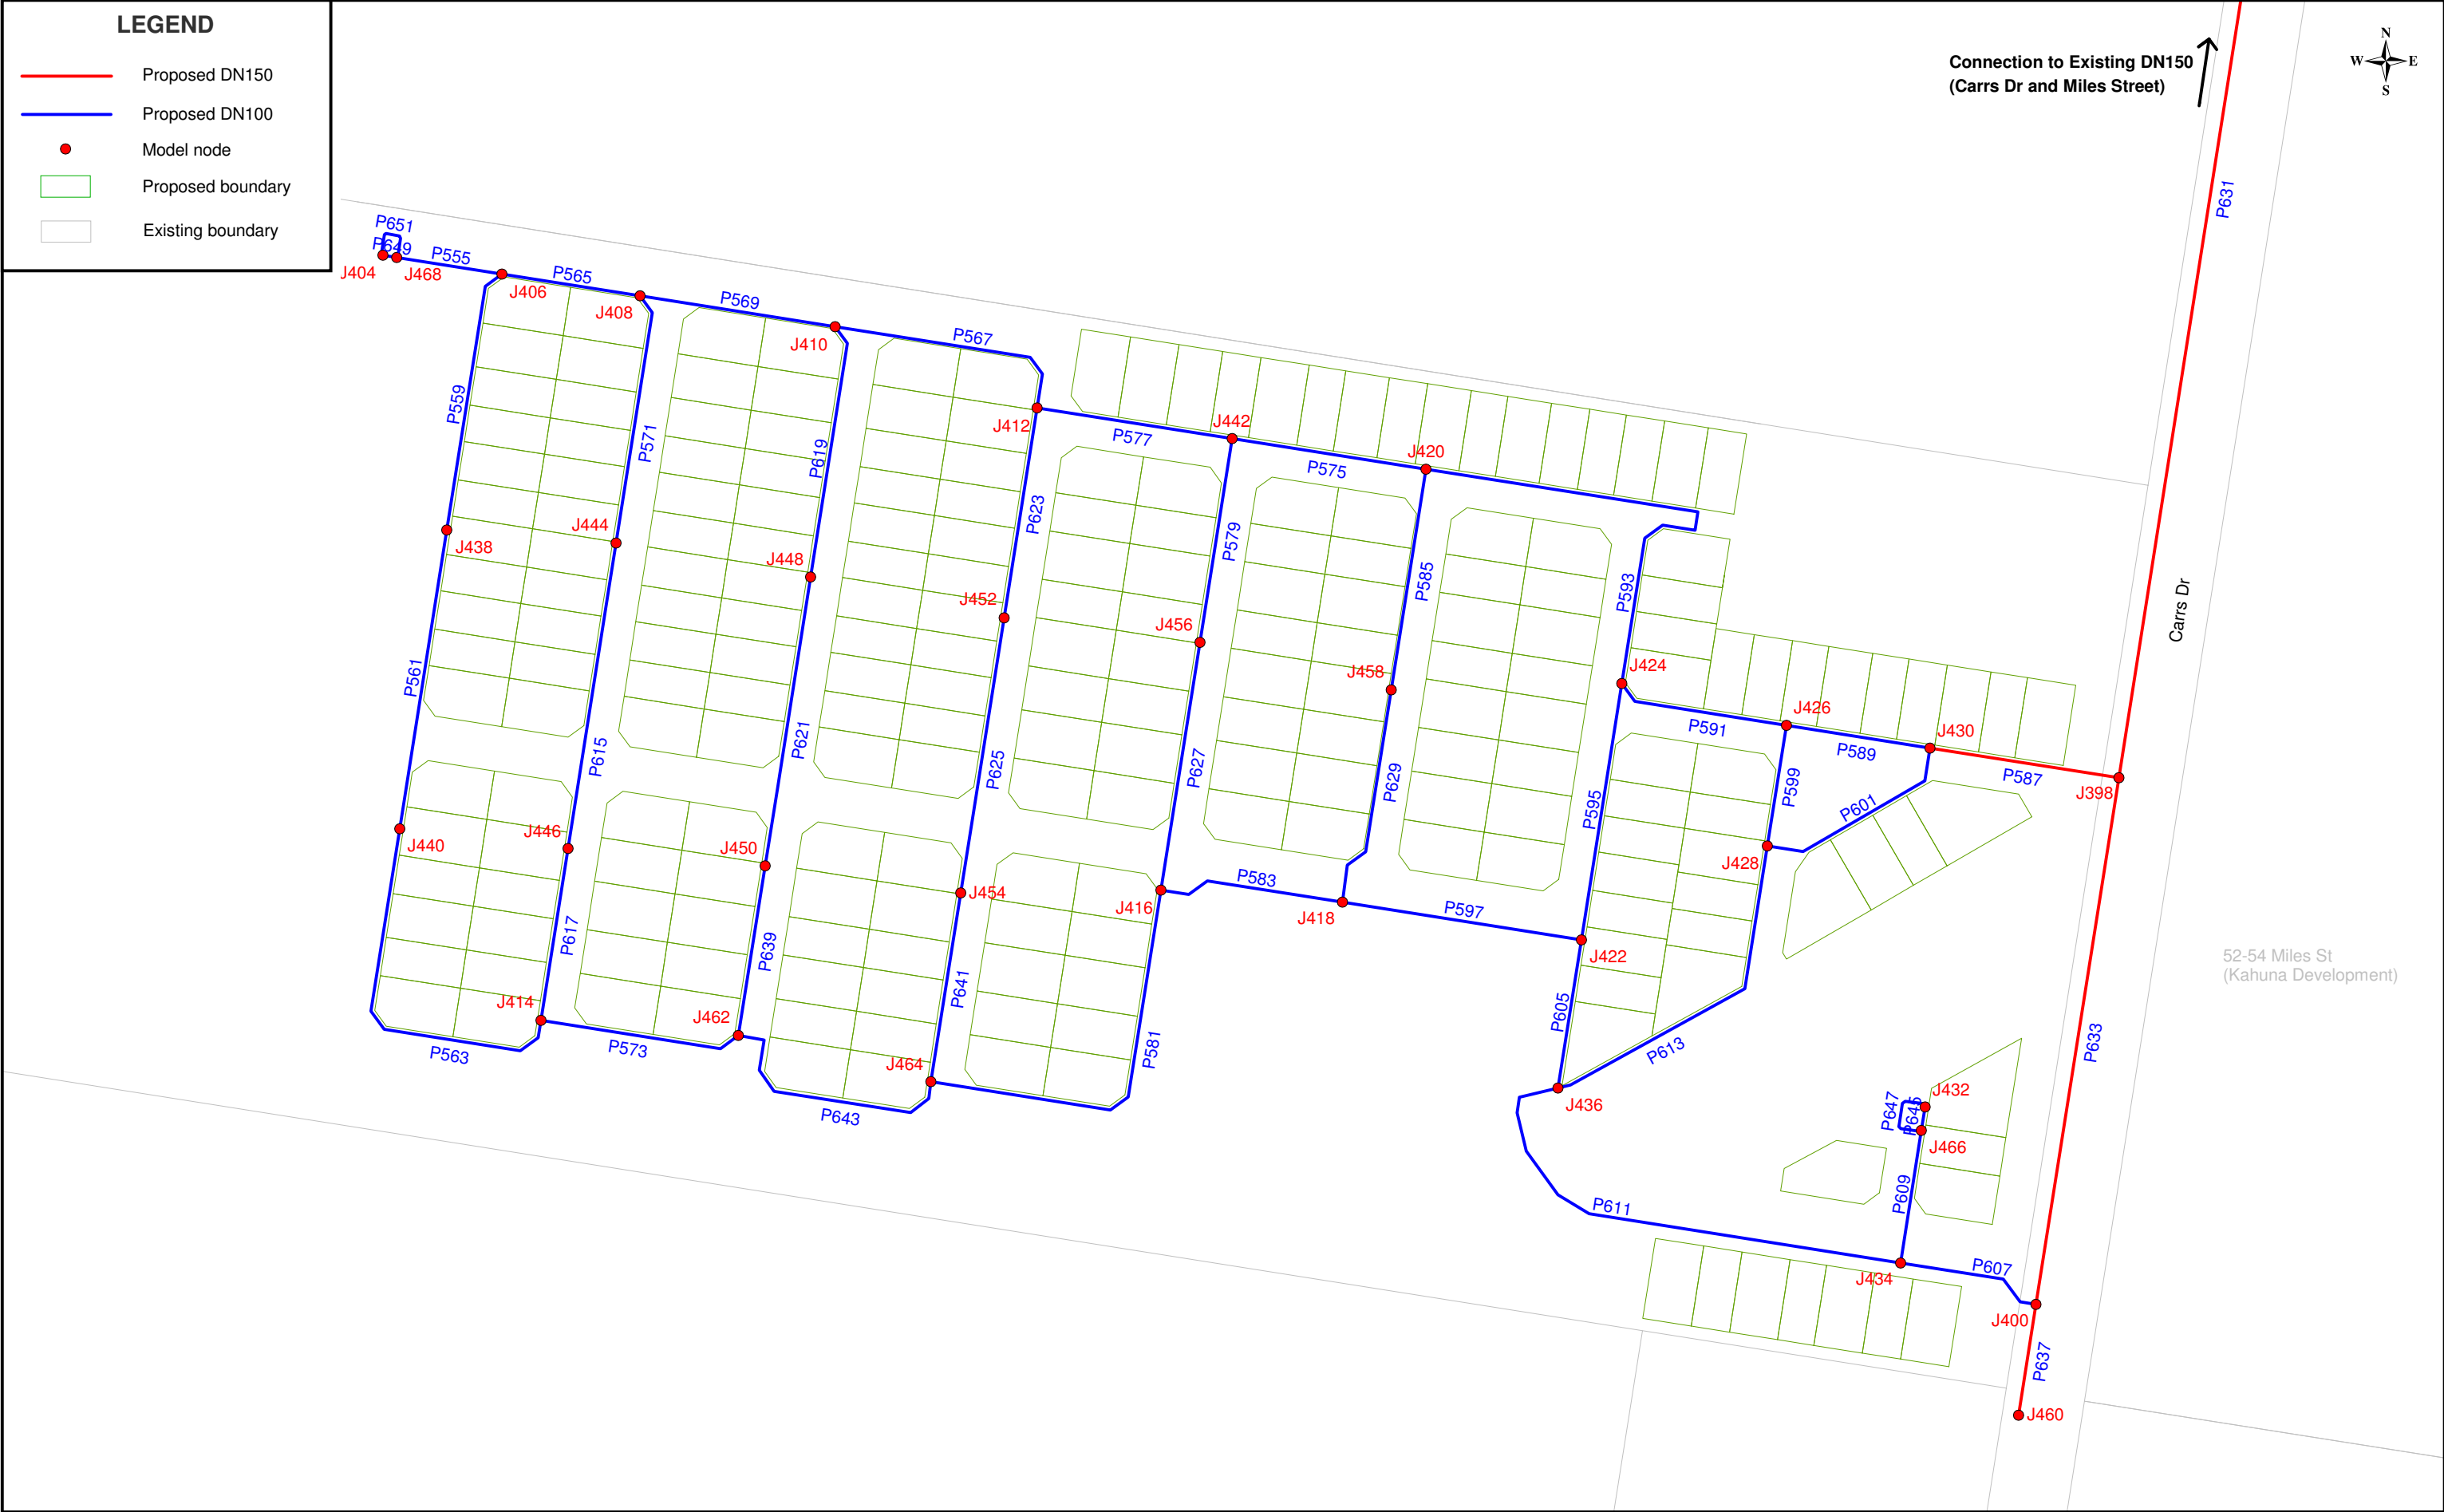 LEGEND
Proposed DN150
Proposed DN100
Model node
Proposed boundary
Existing boundary
Connection to Existing DN150
(Carrs Dr and Miles Street)
N
W
E
S
P631
P651
P649
P555
J404
J468
P565
J406
J408
P569
J410
P567
J412
P577
J442
P575
J420
P559
P571
P619
P623
P579
P585
P593
Carrs Dr
J438
J444
J448
J452
J456
J458
J424
J426
J430
P591
P589
P587
J398
P561
P615
P621
P625
P627
P629
P595
P599
P601
J440
J446
J450
J454
J416
P583
J418
P597
J428
J422
52-54 Miles St
(Kahuna Development)
P617
P639
P641
P581
P605
P613
P633
J414
J462
J464
P563
P573
P643
J436
P647
P645
J432
J466
P609
P611
J434
P607
J400
P637
J460